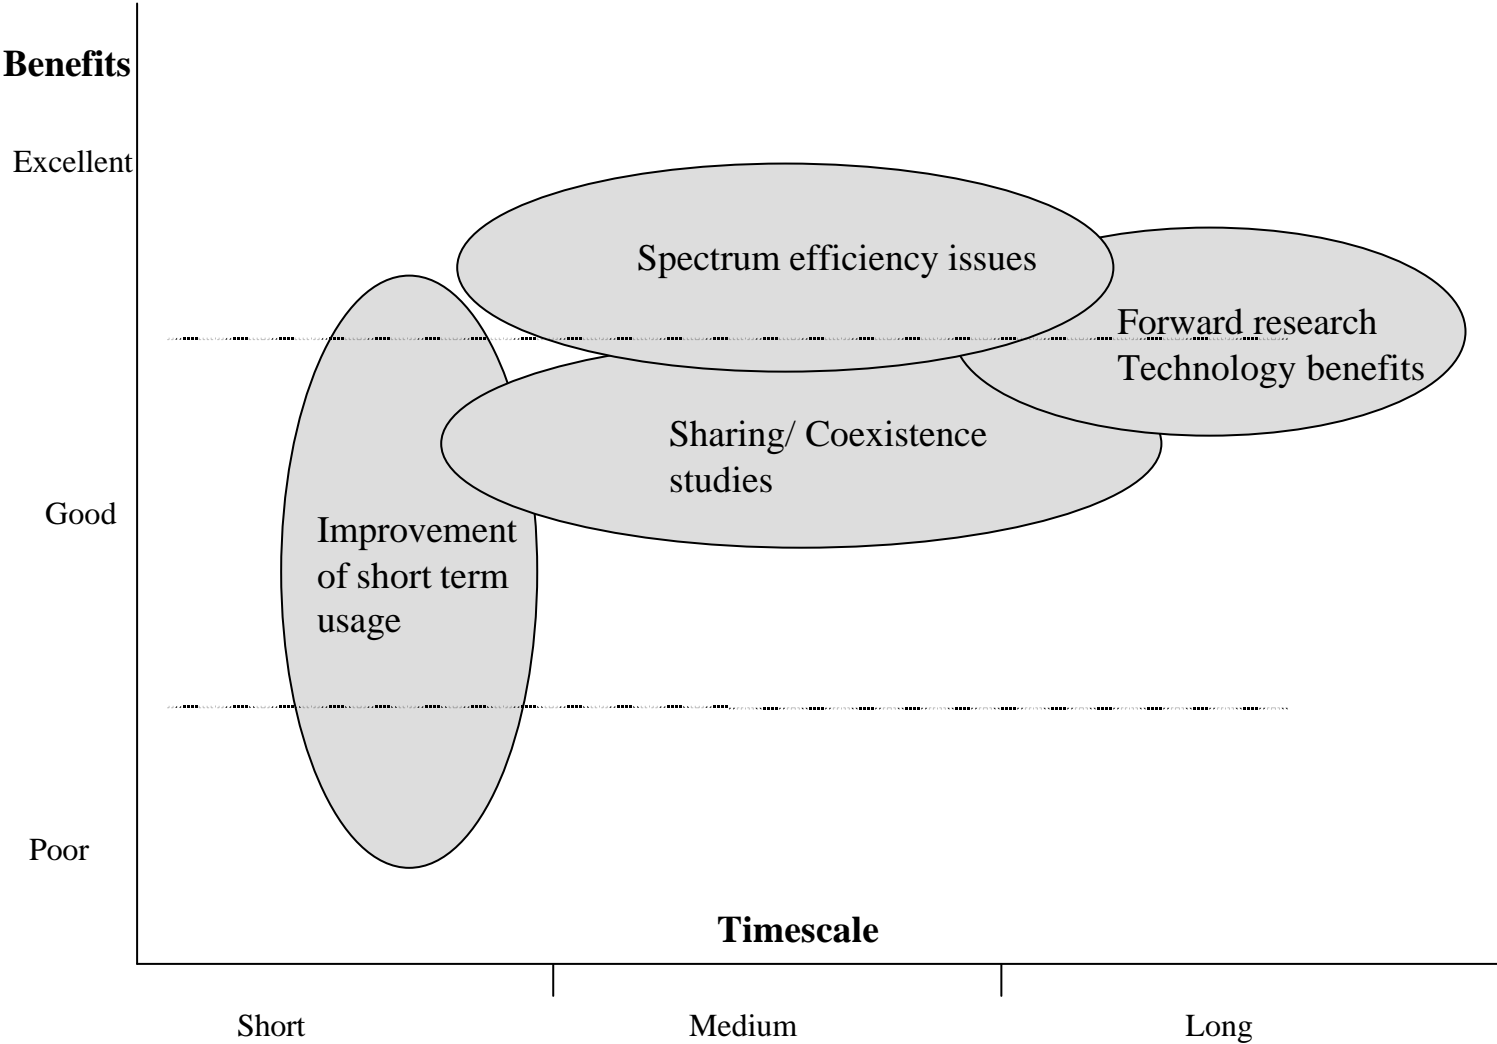 Benefits
Excellent
Spectrum efficiency issues
Forward research
Technology benefits
Sharing/ Coexistence
studies
Good
Improvement
of short term
usage
Poor
Timescale
Short
Medium
Long